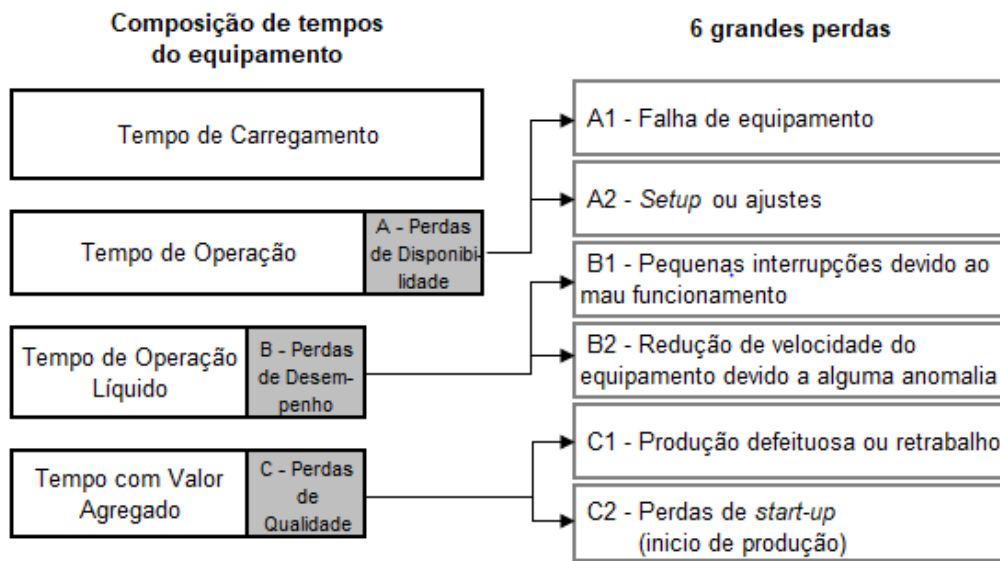 Composição de tempos
do equipamento
6 grandes perdas
Tempo de Carregamento
A1 - Falha de equipamento
A2 - Setup ou ajustes
Tempo de Operação
A - Perdas
de Disponibi-
lidade
B1 - Pequenas interrupções devido ao
mau funcionamento
Tempo de Operação
Líquido
B - Perdas
de Desem-
penho
B2 - Redução de velocidade do
equipamento devido a alguma anomalia
C1 - Produção defeituosa ou retrabalho
Tempo com Valor
Agregado
C - Perdas
de
Qualidade
C2 - Perdas de start-up
(inicio de produção)